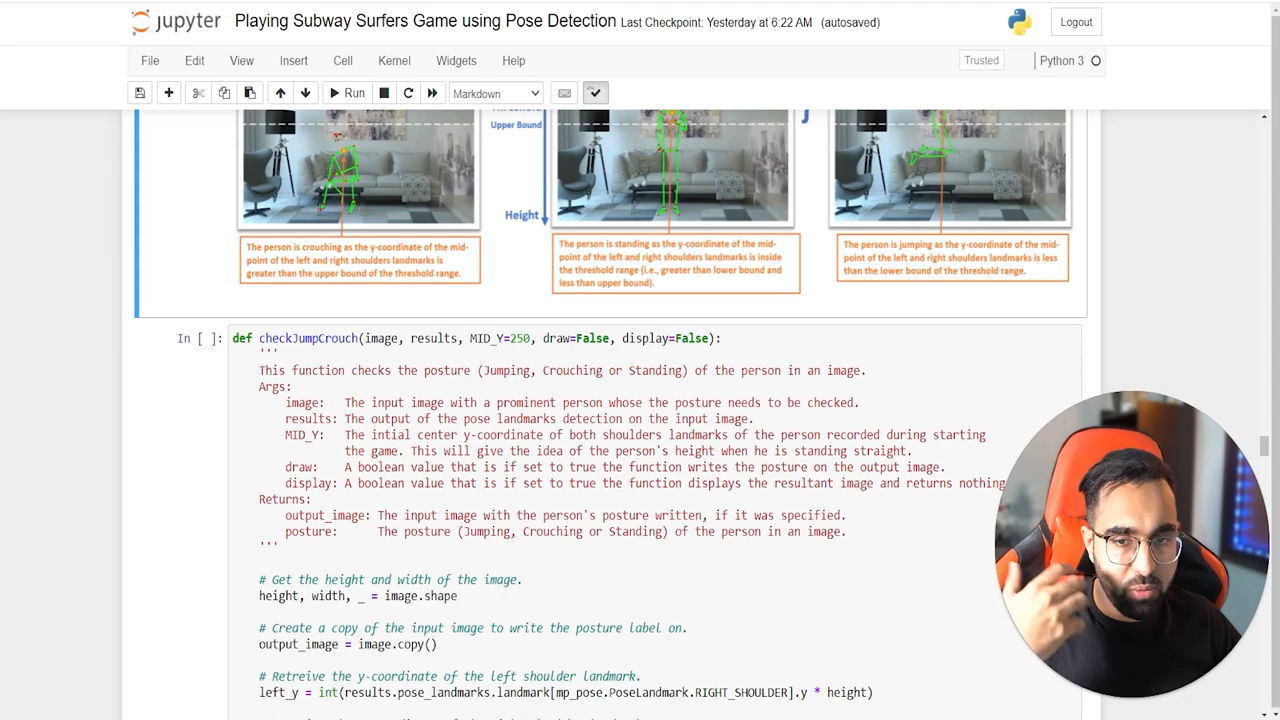 jupyter Playing Subway Surfers Game using Pose Detection Last Checkpoint: Yesterday at 6:22 AM (autosaved) Logout
File Edit View Insert Cell Kernel Widgets Help Trusted Python 3
Run Markdown
Upper Bound
Height
The person is crouching as the y-coordinate of the mid-
point of the left and right shoulders landmarks is
greater than the upper bound of the threshold range.
The person is standing as the y-coordinate of the mid-
point of the left and right shoulders landmarks is inside
the threshold range (i.e., greater than lower bound and
less than upper bound).
The person is jumping as the y-coordinate of the mid-
point of the left and right shoulders landmarks is less
than the lower bound of the threshold range.
In [ ]: def checkJumpCrouch(image, results, MID_Y=250, draw=False, display=False):
'''
This function checks the posture (Jumping, Crouching or Standing) of the person in an image.
Args:
image: The input image with a prominent person whose the posture needs to be checked.
results: The output of the pose landmarks detection on the input image.
MID_Y: The intial center y-coordinate of both shoulders landmarks of the person recorded during starting
the game. This will give the idea of the person's height when he is standing straight.
draw: A boolean value that is if set to true the function writes the posture on the output image.
display: A boolean value that is if set to true the function displays the resultant image and returns nothing
Returns:
output_image: The input image with the person's posture written, if it was specified.
posture: The posture (Jumping, Crouching or Standing) of the person in an image.
'''
# Get the height and width of the image.
height, width, _ = image.shape
# Create a copy of the input image to write the posture label on.
output_image = image.copy()
# Retreive the y-coordinate of the left shoulder landmark.
left_y = int(results.pose_landmarks.landmark[mp_pose.PoseLandmark.RIGHT_SHOULDER].y * height)